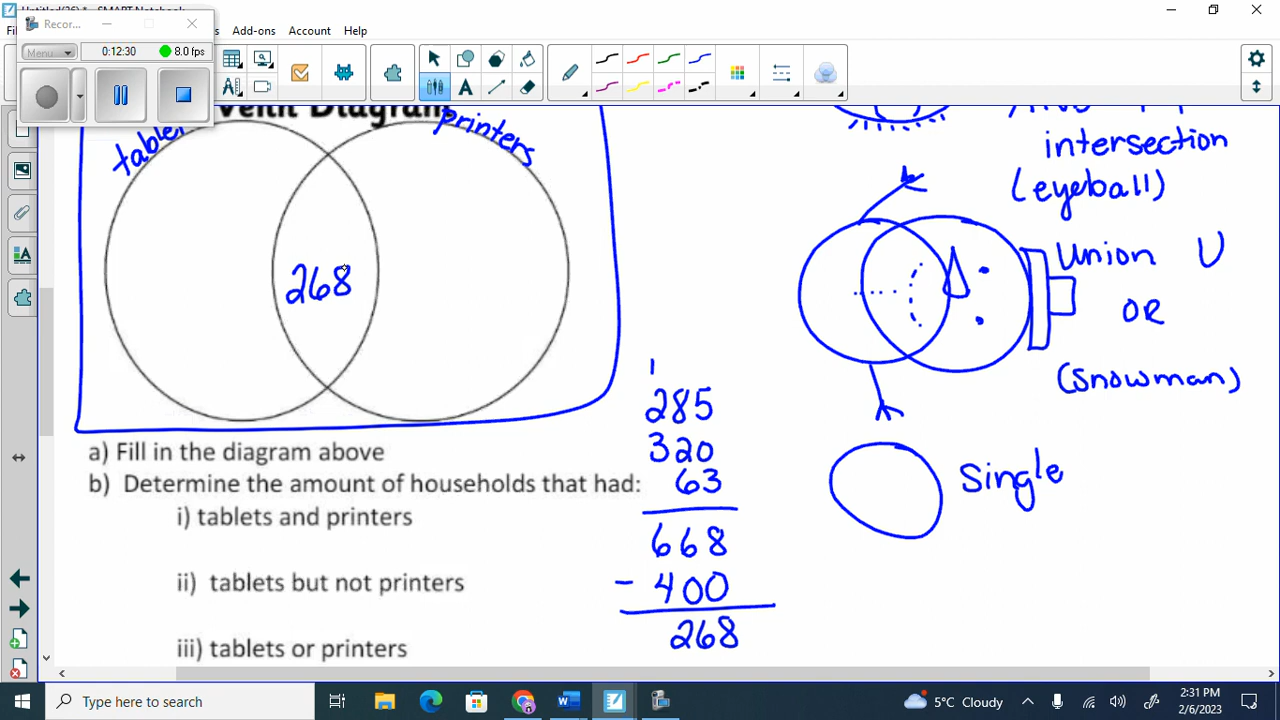 Recor...
Menu
0:12:30
8.0 fps
Add-ons Account Help
Venn Diagram
printers
268
a) Fill in the diagram above
b) Determine the amount of households that had:
i) tablets and printers
ii) tablets but not printers
iii) tablets or printers
1
285
320
63
668
- 400
268
intersection
(eyeball)
Union U
OR
(snowman)
Single
Type here to search
5°C Cloudy
2:31 PM
2/6/2023